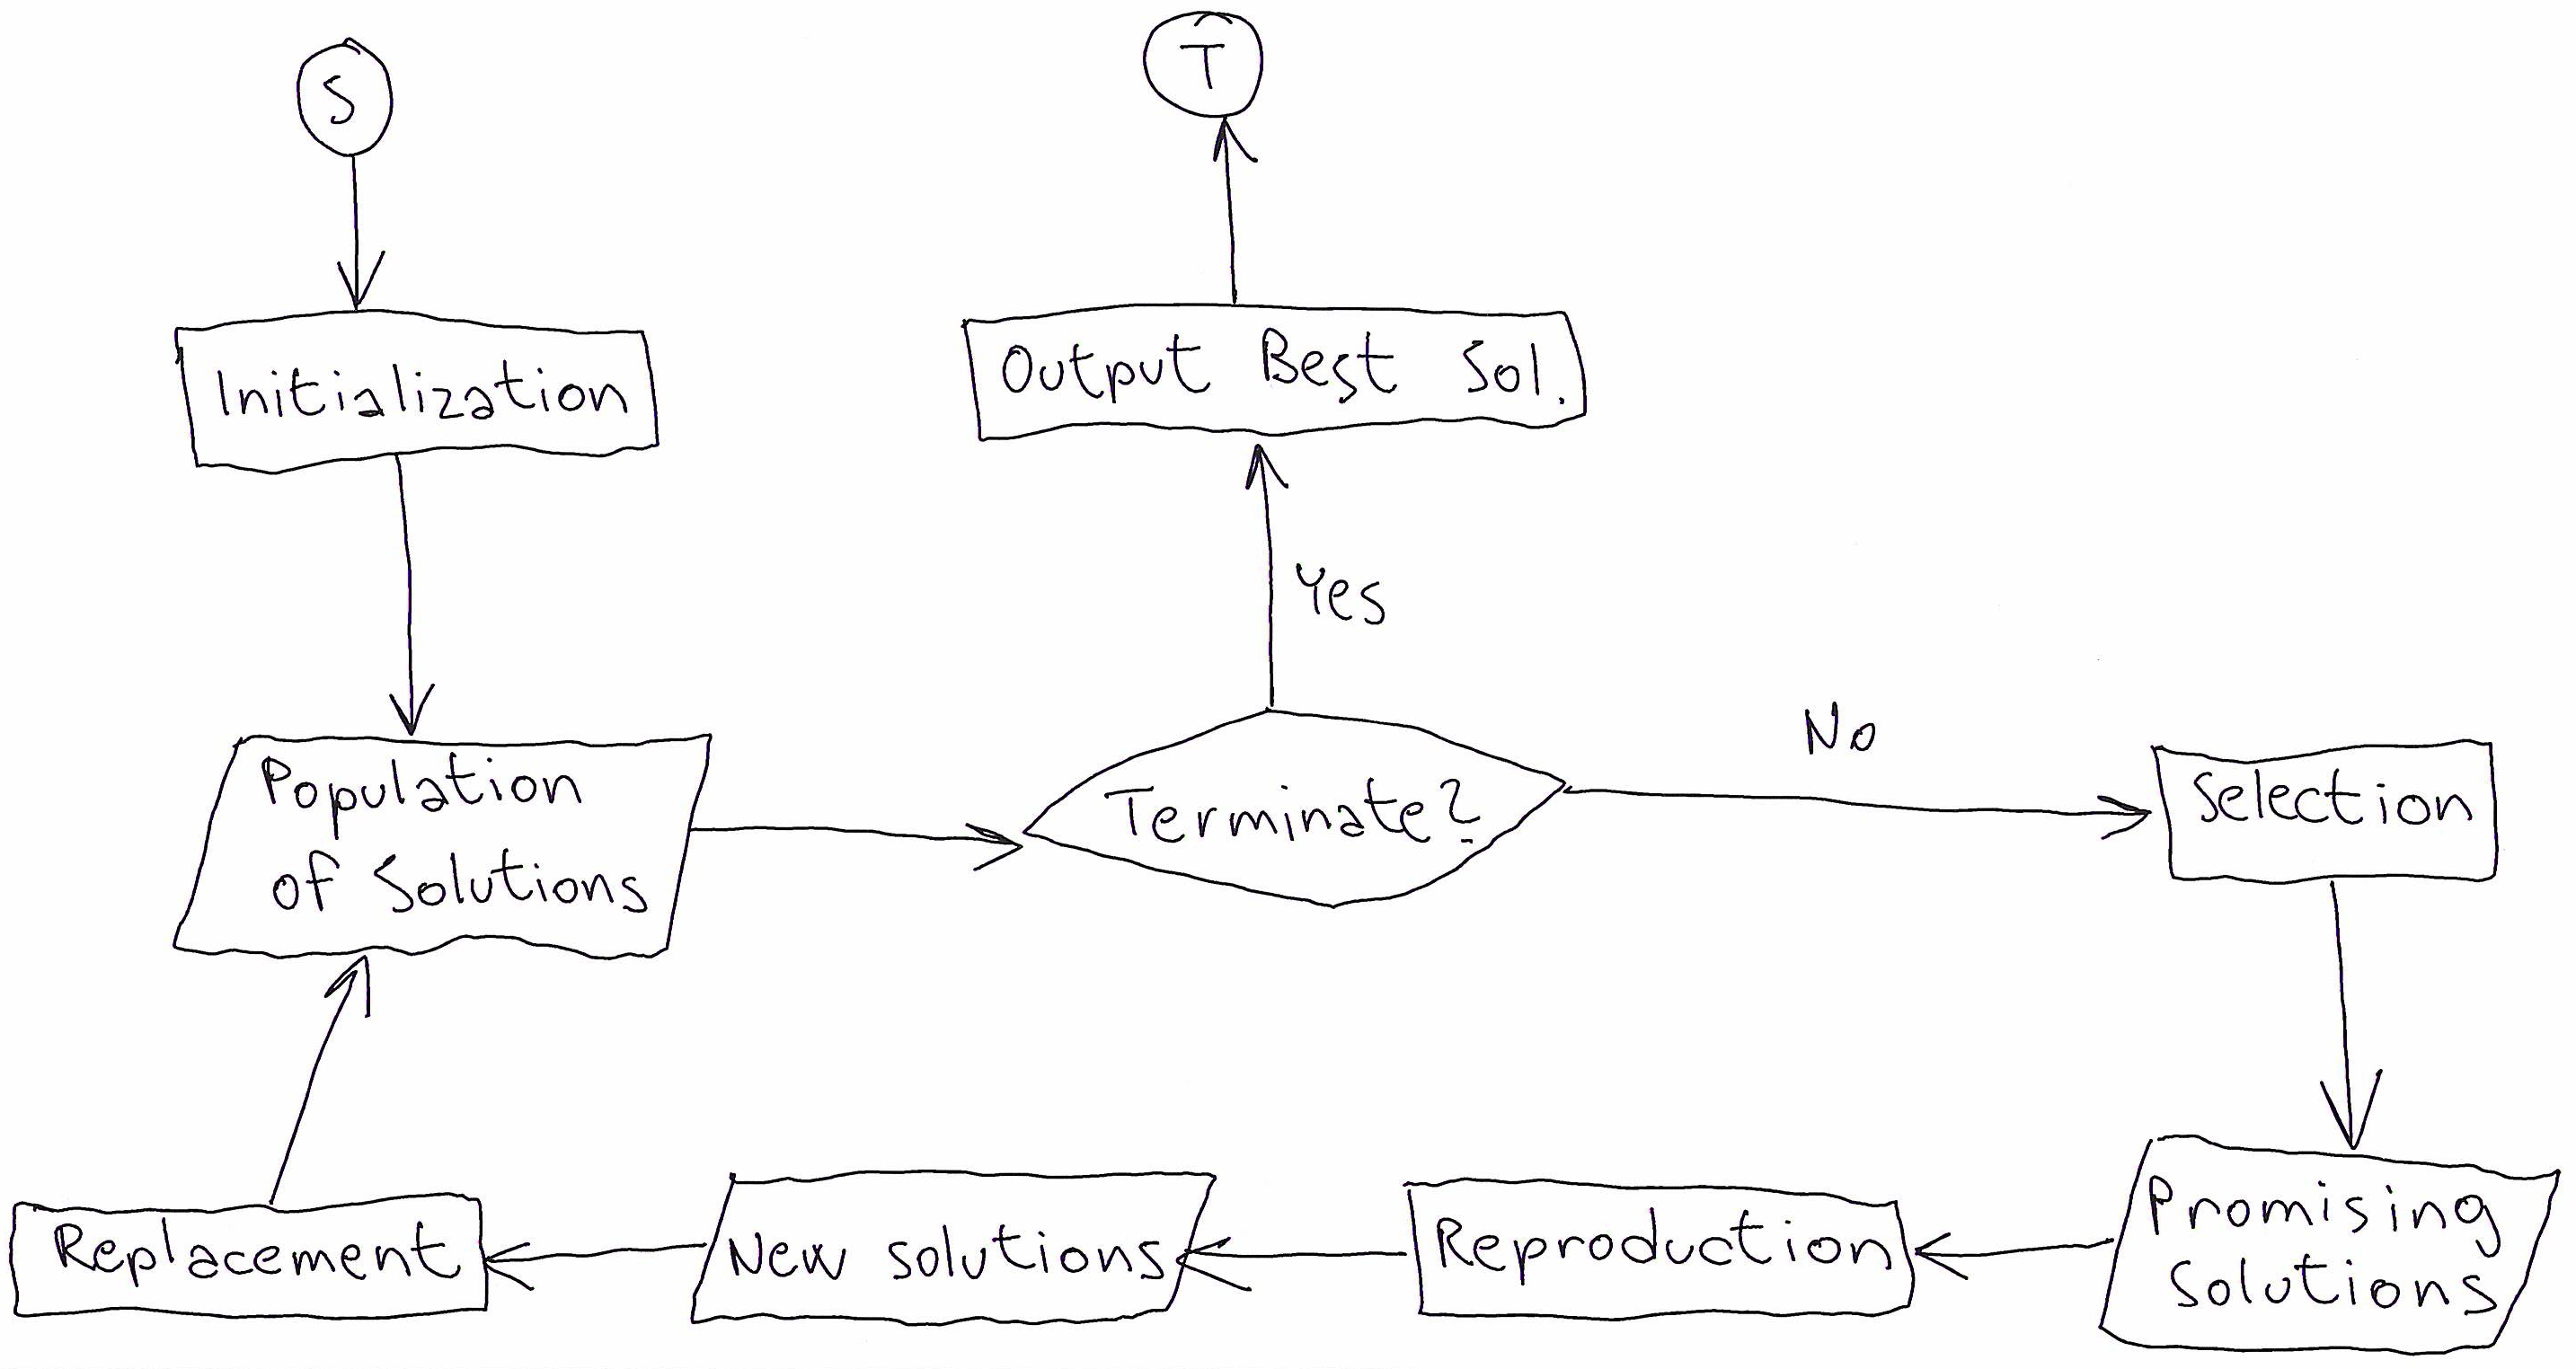 S
T
Initialization
Output Best Sol.
Yes
No
Population
of Solutions
Terminate?
Selection
Promising
Solutions
Reproduction
New solutions
Replacement